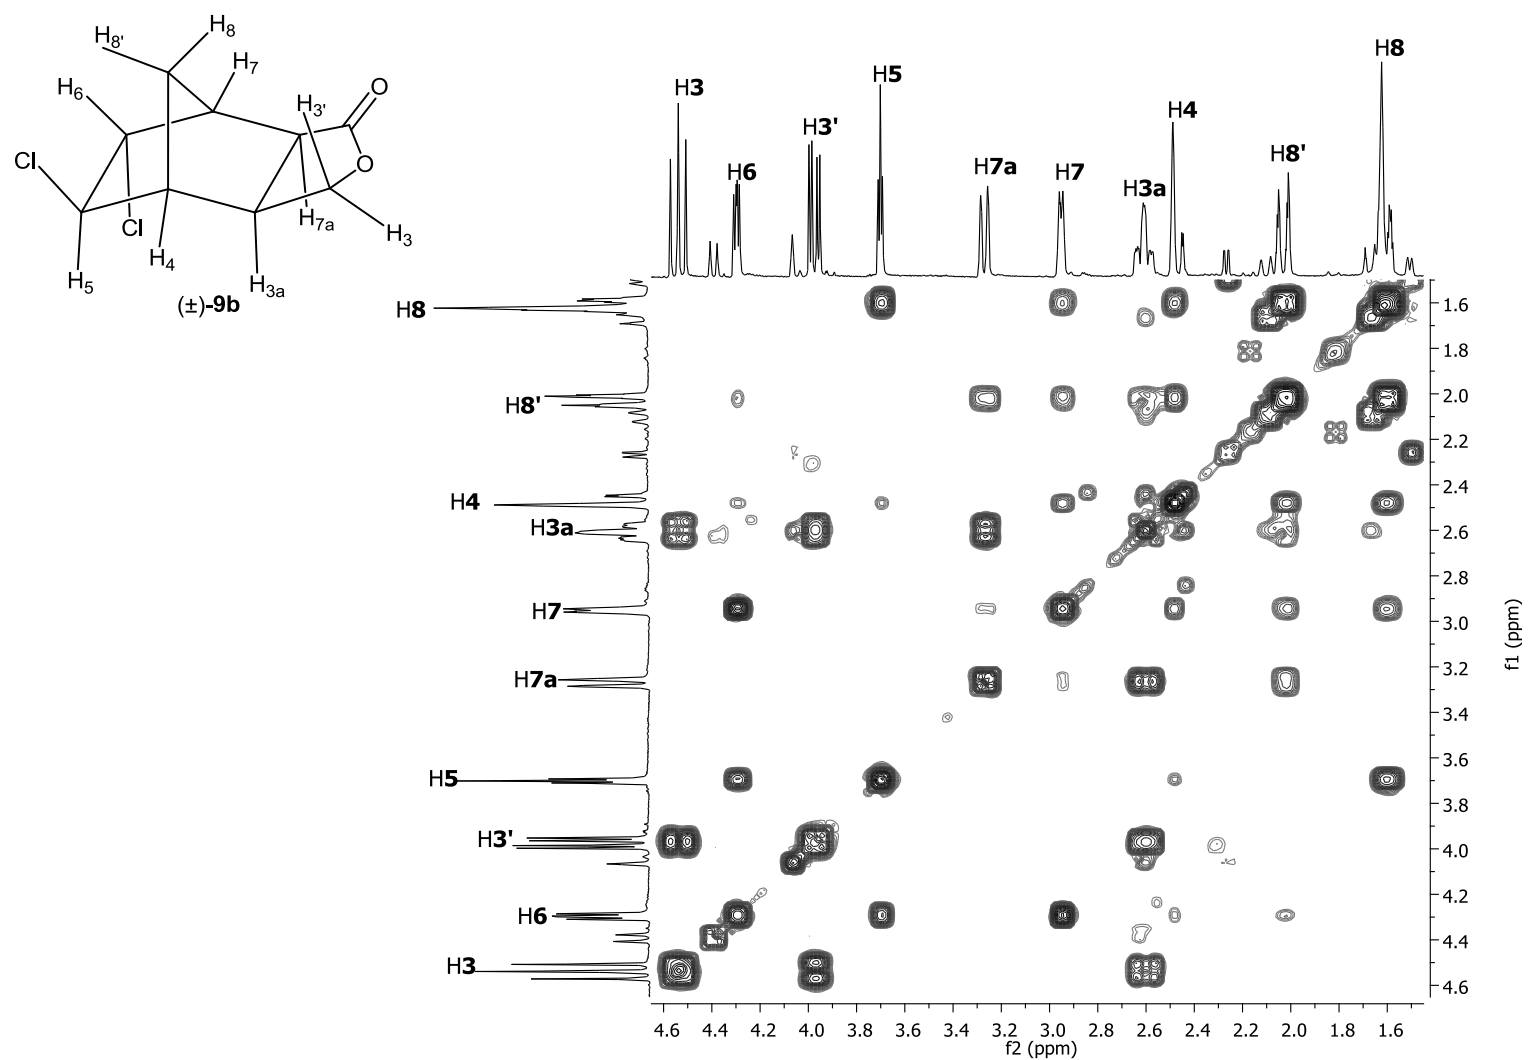 H8'
H8
H7
H6
H3'
O
Cl
O
Cl
H7a
H3
H4
H5
H3a
(±)-9b
H3
H6
H3'
H5
H7a
H7
H3a
H4
H8'
H8
H8
H8'
H4
H3a
H7
H7a
H5
H3'
H6
H3
1.6
1.8
2.0
2.2
2.4
2.6
2.8
3.0
3.2
3.4
3.6
3.8
4.0
4.2
4.4
4.6
f1 (ppm)
4.6 4.4 4.2 4.0 3.8 3.6 3.4 3.2 3.0 2.8 2.6 2.4 2.2 2.0 1.8 1.6
f2 (ppm)